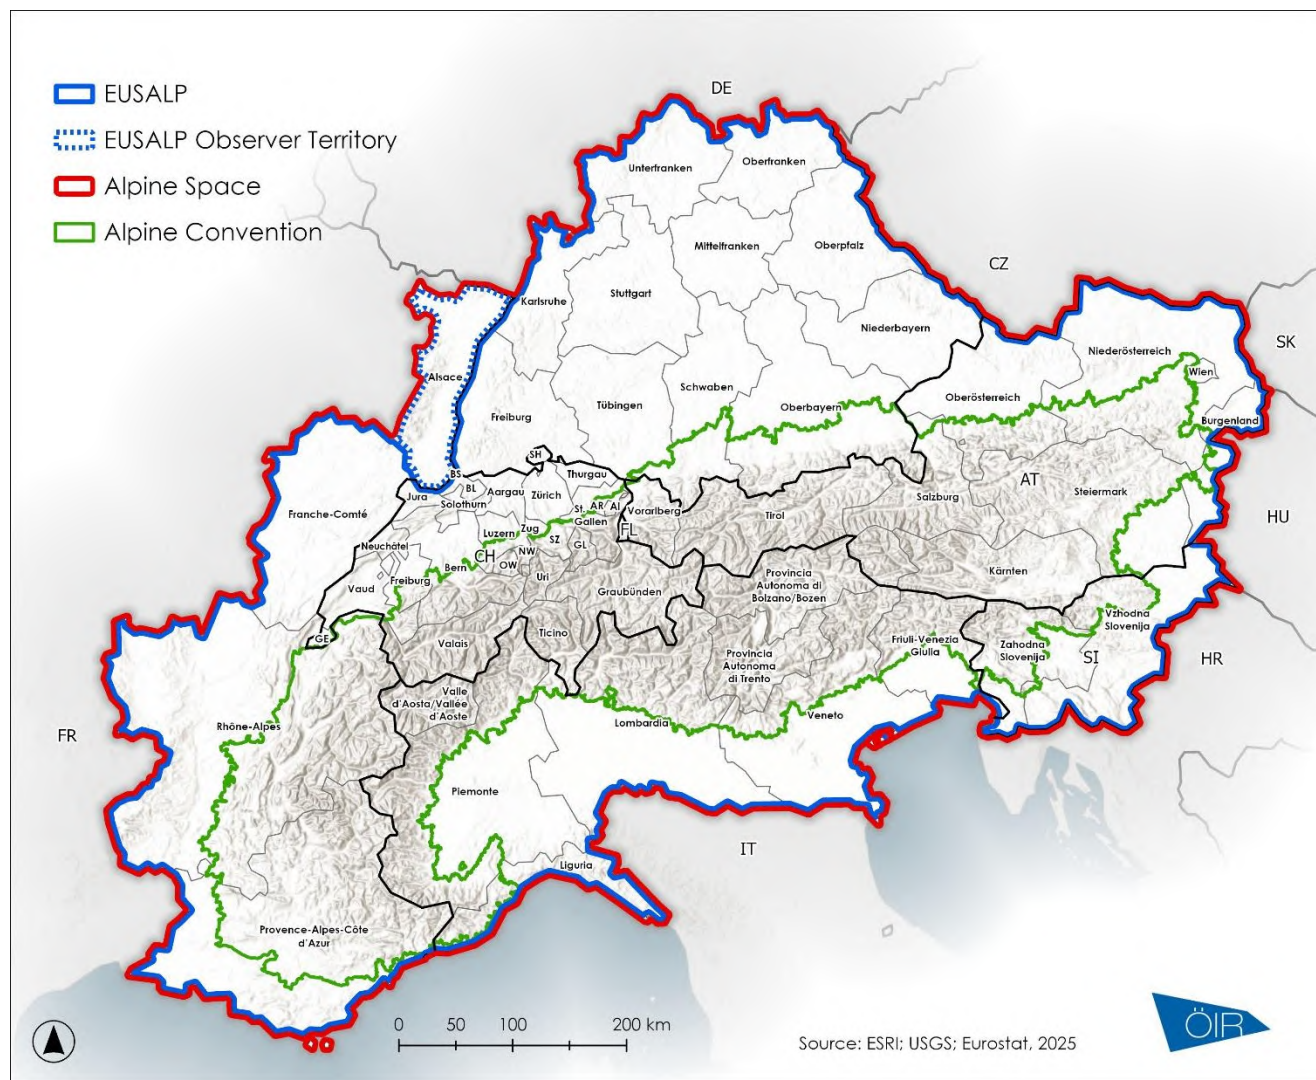 EUSALP
EUSALP Observer Territory
Alpine Space
Alpine Convention
DE
Unterfranken
Oberfranken
Mittelfranken
Oberpfalz
CZ
Karlsruhe
Stuttgart
Niederbayern
SK
Niederösterreich
Wien
Alsace
Schwaben
Oberösterreich
Tübingen
Oberbayern
Freiburg
Burgenland
SH
BS
Thurgau
BL
Aargau
Zürich
Jura
Solothurn
AT
Steiermark
Salzburg
Franche-Comté
St.
Gallen
AR
AI
Vorarlberg
Tirol
HU
Luzern
Zug
FL
Neuchâtel
CH
SZ
NW
GL
OW
Bern
Freiburg
Uri
Vaud
Graubünden
Provincia
Autonoma di
Bolzano/Bozen
Kärnten
Vzhodna
Slovenija
GE
Valais
Ticino
Friuli-Venezia
Giulia
Zahodna
Slovenija
SI
HR
Provincia
Autonoma
di Trento
Valle
d'Aosta/Vallée
d'Aoste
Rhône-Alpes
Lombardia
Veneto
FR
Piemonte
IT
Liguria
Provence-Alpes-Côte
d'Azur
0 50 100 200 km
Source: ESRI; USGS; Eurostat, 2025
ÖIR